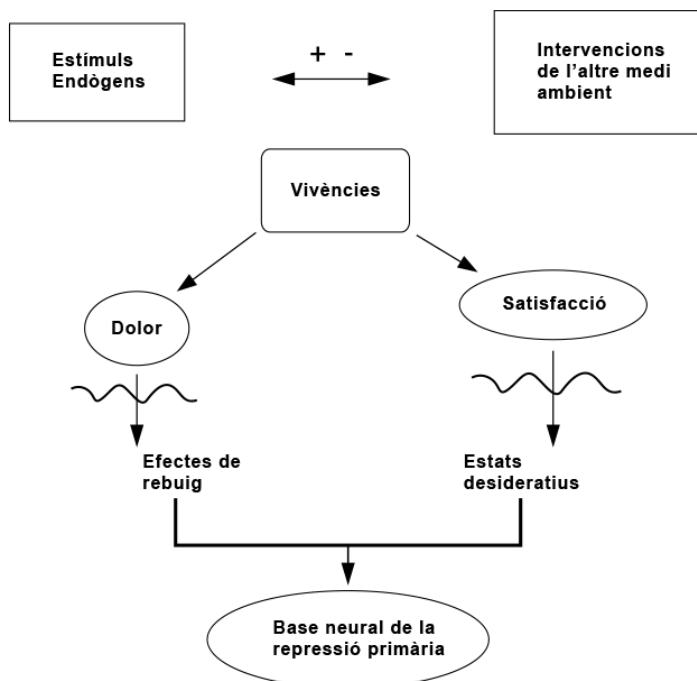 Estímuls
Endògens
+ -
Intervencions
de l'altre medi
ambient
Vivències
Dolor
Satisfacció
Efectes de
rebuig
Estats
desideratius
Base neural de la
repressió primària